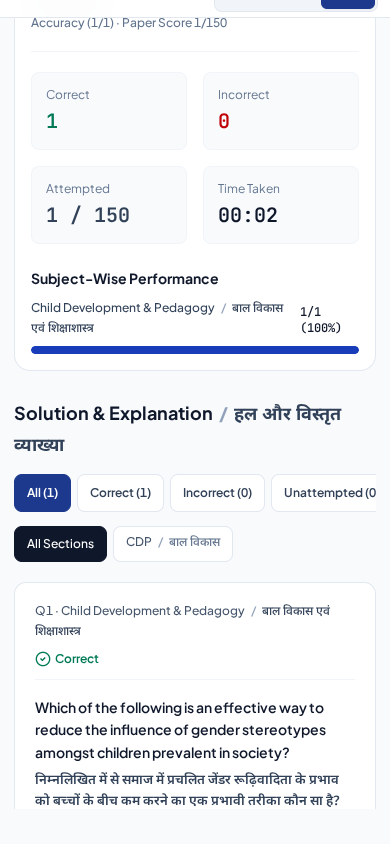 Accuracy (1/1) · Paper Score 1/150
Correct
1
Incorrect
0
Attempted
1 / 150
Time Taken
00:02
Subject-Wise Performance
Child Development & Pedagogy / बाल विकास
एवं शिक्षाशास्त्र
1/1
(100%)
Solution & Explanation / हल और विस्तृत
व्याख्या
All (1)
Correct (1)
Incorrect (0)
Unattempted (0
All Sections
CDP / बाल विकास
Q1 · Child Development & Pedagogy / बाल विकास एवं
शिक्षाशास्त्र
Correct
Which of the following is an effective way to
reduce the influence of gender stereotypes
amongst children prevalent in society?
निम्नलिखित में से समाज में प्रचलित जेंडर रूढ़िवादिता के प्रभाव
को बच्चों के बीच कम करने का एक प्रभावी तरीका कौन सा है?